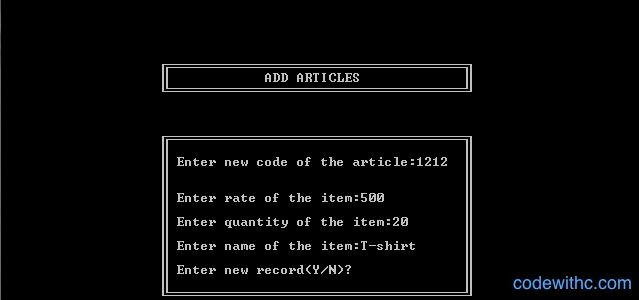 ADD ARTICLES
Enter new code of the article:1212
Enter rate of the item:500
Enter quantity of the item:20
Enter name of the item:T-shirt
Enter new record(Y/N)?
codewithc.com